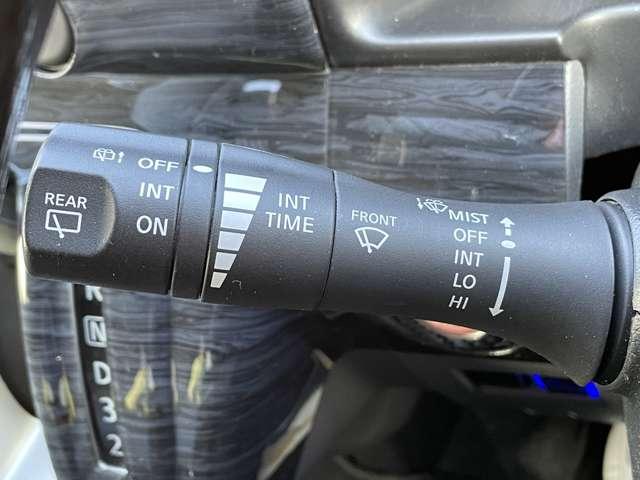 REAR
OFF
INT
ON
INT
TIME
FRONT
MIST
OFF
INT
LO
HI
R
N
D
3
2